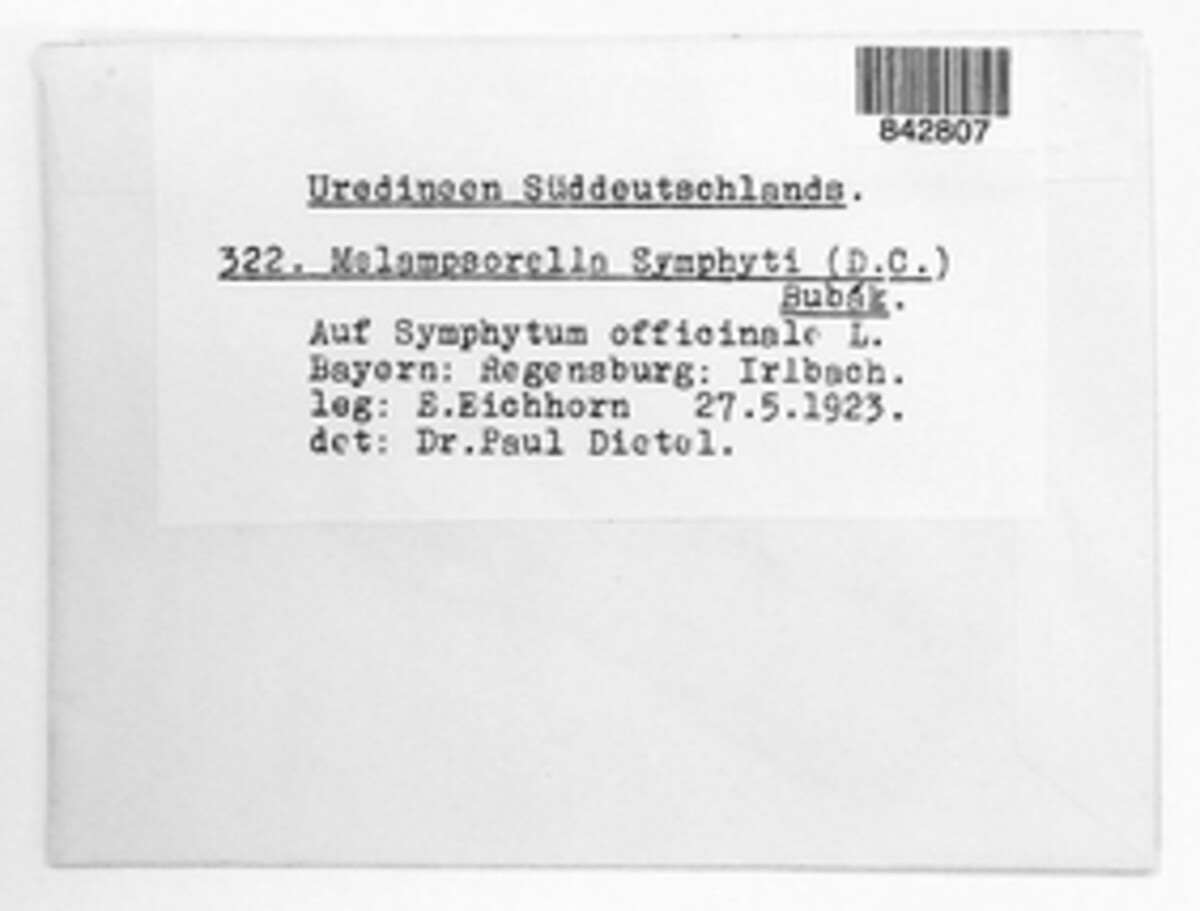 842807
Uredineen Süddeutschlands.
322. Melampsorella Symphyti (D.C.)
Bubák.
Auf Symphytum officinale L.
Bayern: Regensburg: Irlbach.
leg: E.Eichhorn 27.5.1923.
det: Dr.Paul Dietel.